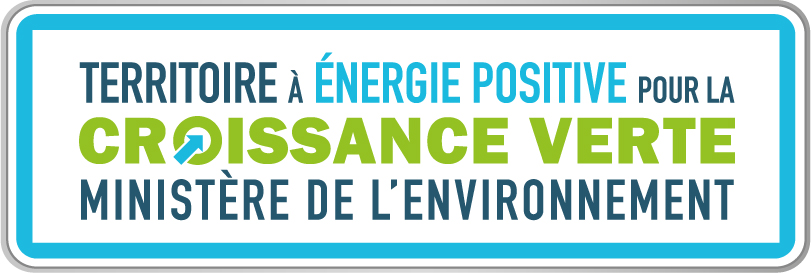 TERRITOIRE À ÉNERGIE POSITIVE POUR LA
CROISSANCE VERTE
MINISTÈRE DE L'ENVIRONNEMENT